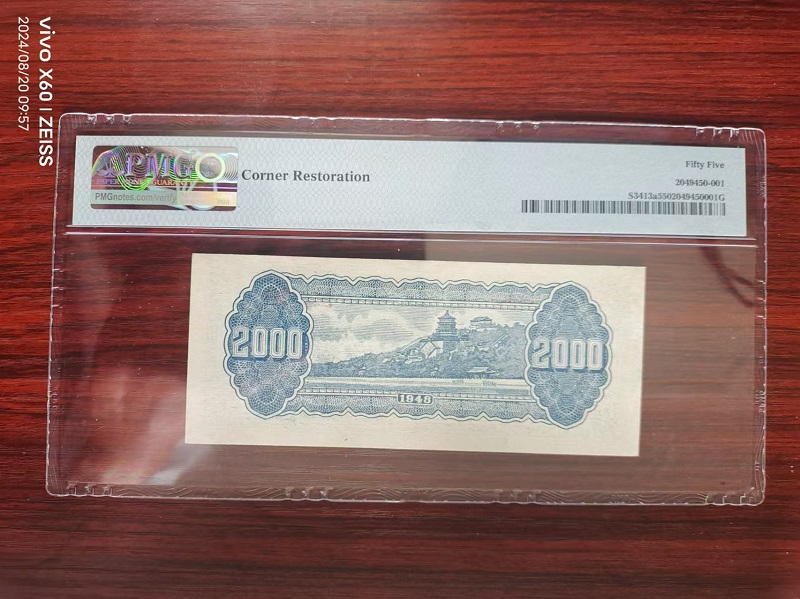 vivo X60 | ZEISS
2024/08/20 09:57
PMG
PMGnotes.com/verify
Corner Restoration
Fifty Five
2049450-001
S3413a5502049450001G
2000
2000
1948